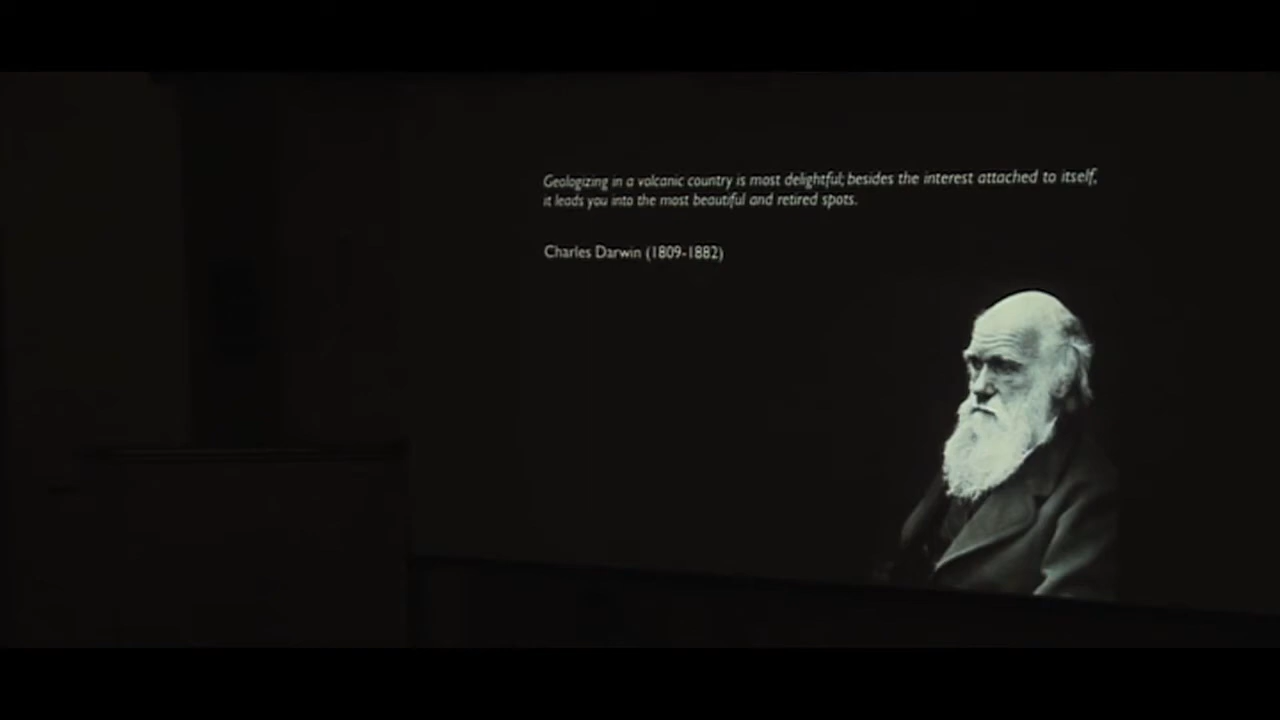 Geologizing in a volcanic country is most delightful; besides the interest attached to itself,
it leads you into the most beautiful and retired spots.
Charles Darwin (1809-1882)